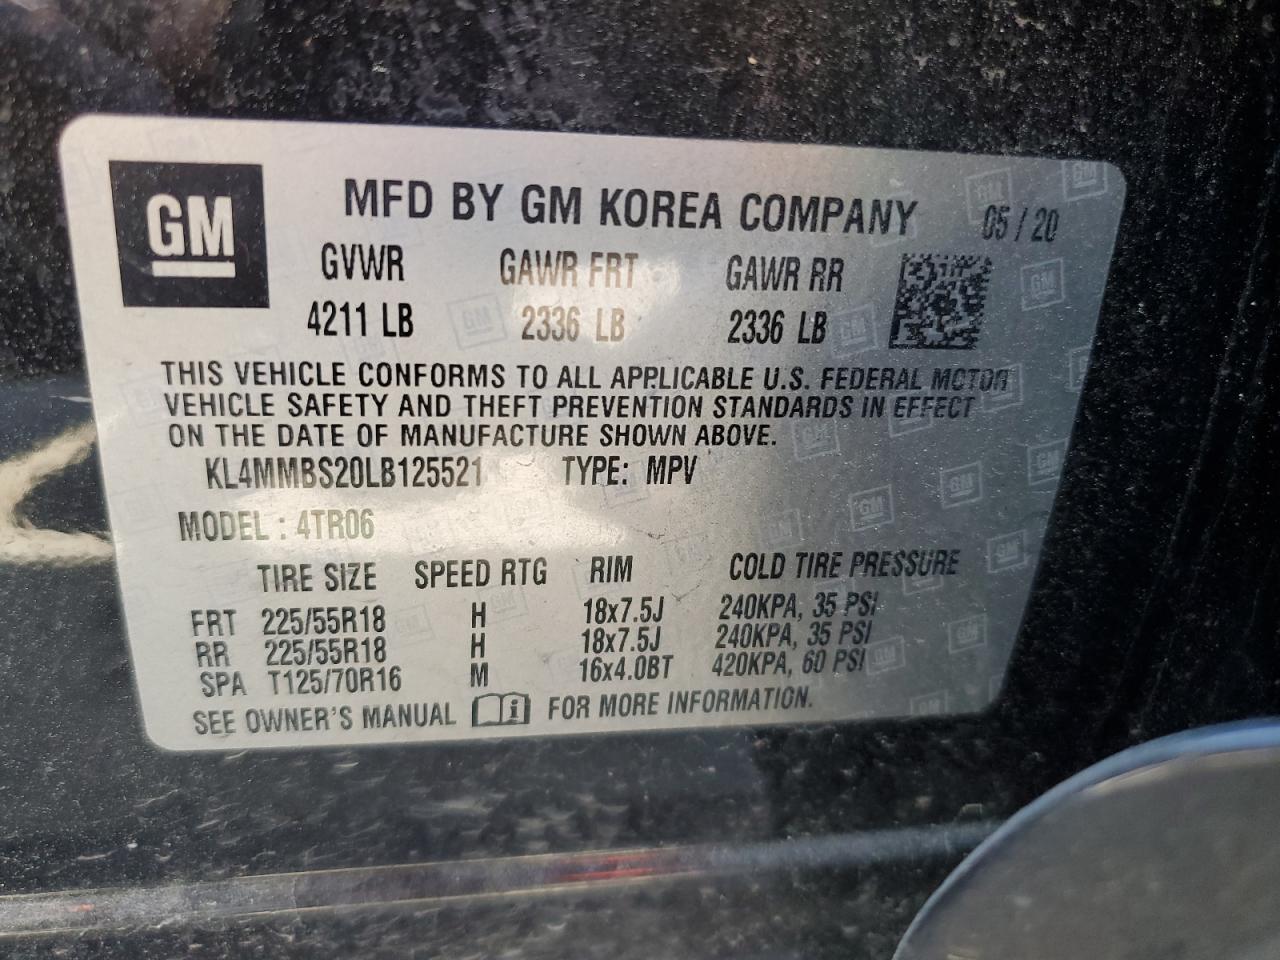 GM
MFD BY GM KOREA COMPANY 05 / 20
GVWR GAWR FRT GAWR RR
4211 LB 2336 LB 2336 LB
THIS VEHICLE CONFORMS TO ALL APPLICABLE U.S. FEDERAL MOTOR
VEHICLE SAFETY AND THEFT PREVENTION STANDARDS IN EFFECT
ON THE DATE OF MANUFACTURE SHOWN ABOVE.
KL4MMBS20LB125521 TYPE: MPV
MODEL : 4TR06
TIRE SIZE SPEED RTG RIM COLD TIRE PRESSURE
FRT 225/55R18 H 18x7.5J 240KPA, 35 PSI
RR 225/55R18 H 18x7.5J 240KPA, 35 PSI
SPA T125/70R16 M 16x4.0BT 420KPA, 60 PSI
SEE OWNER'S MANUAL i FOR MORE INFORMATION.